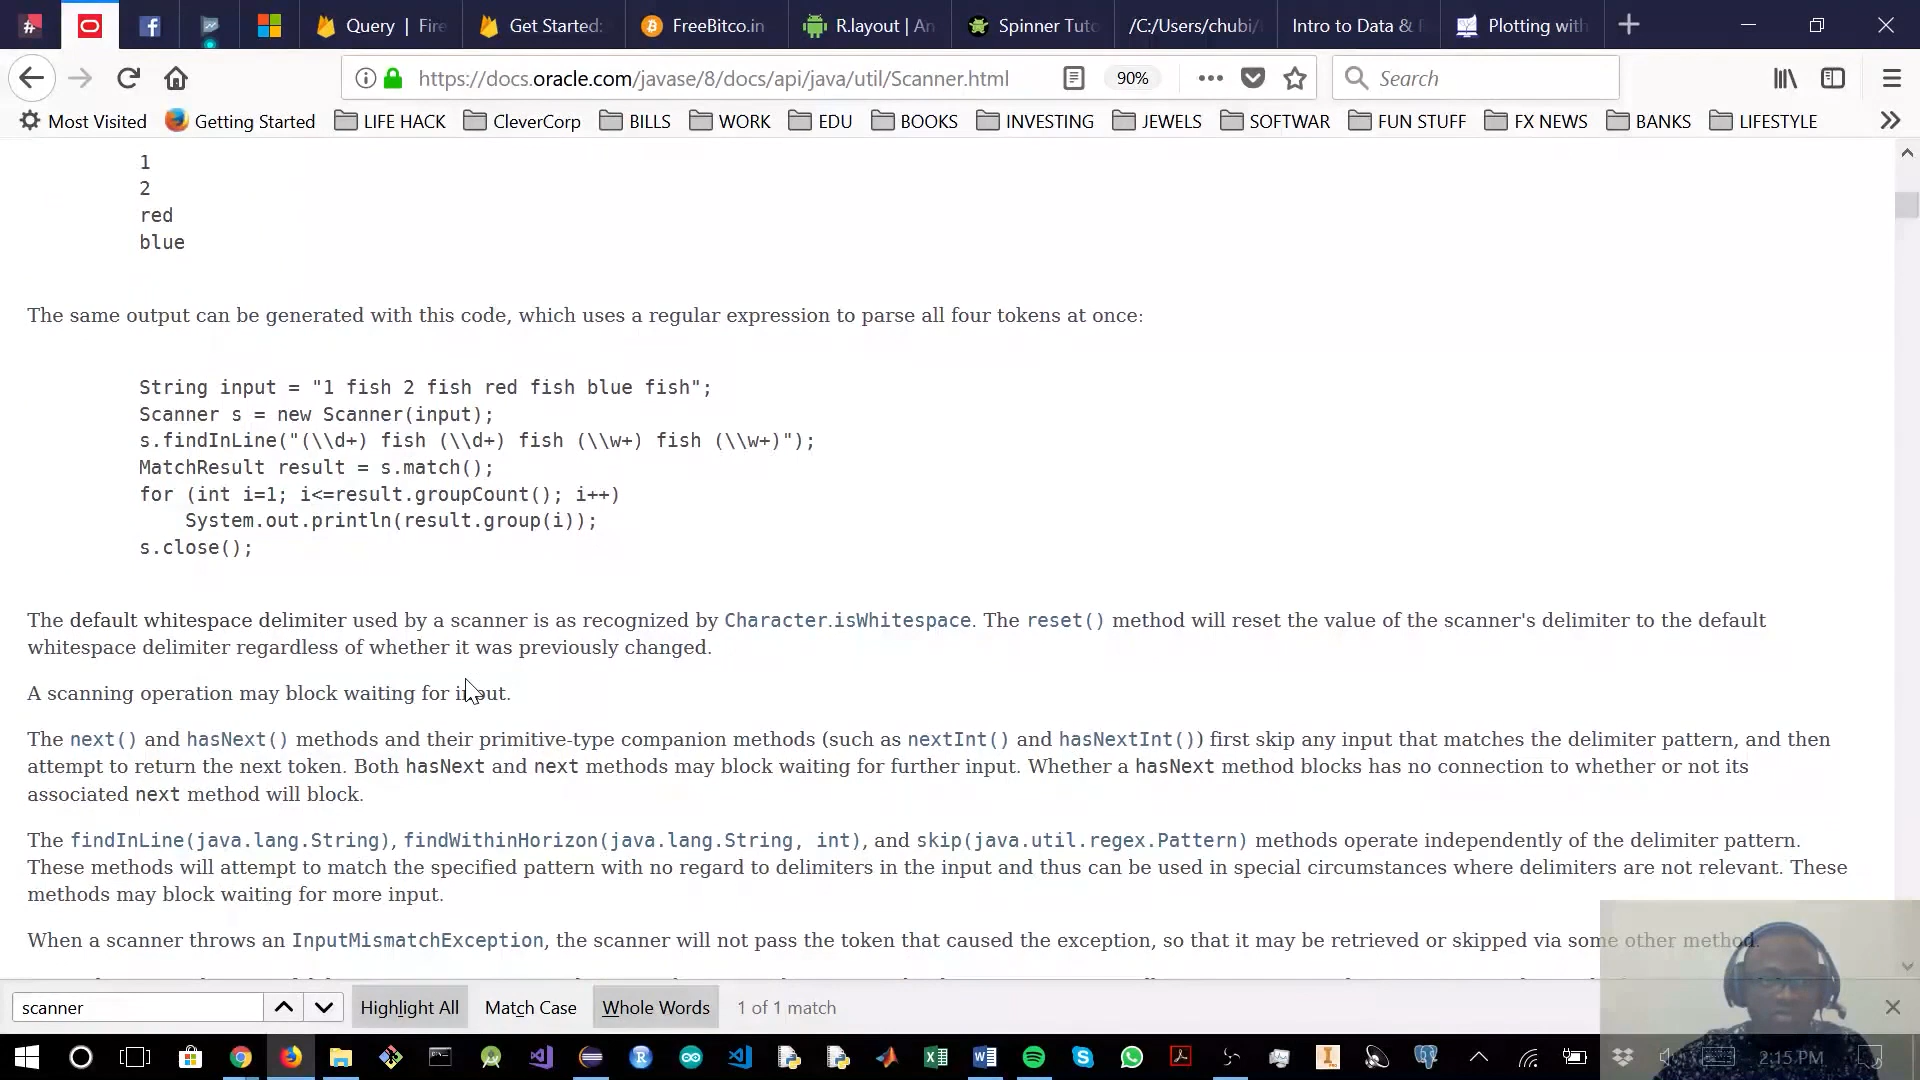 Query | Fire
Get Started:
FreeBitco.in
R.layout | An
Spinner Tuto
/C:/Users/chubi/
Intro to Data &
Plotting with
https://docs.oracle.com/javase/8/docs/api/java/util/Scanner.html
90%
Search
Most Visited
Getting Started
LIFE HACK
CleverCorp
BILLS
WORK
EDU
BOOKS
INVESTING
JEWELS
SOFTWAR
FUN STUFF
FX NEWS
BANKS
LIFESTYLE
1
2
red
blue
The same output can be generated with this code, which uses a regular expression to parse all four tokens at once:
String input = "1 fish 2 fish red fish blue fish";
Scanner s = new Scanner(input);
s.findInLine("(\\d+) fish (\\d+) fish (\\w+) fish (\\w+)");
MatchResult result = s.match();
for (int i=1; i<=result.groupCount(); i++)
System.out.println(result.group(i));
s.close();
The default whitespace delimiter used by a scanner is as recognized by Character.isWhitespace. The reset() method will reset the value of the scanner's delimiter to the default
whitespace delimiter regardless of whether it was previously changed.
A scanning operation may block waiting for input.
The next() and hasNext() methods and their primitive-type companion methods (such as nextInt() and hasNextInt()) first skip any input that matches the delimiter pattern, and then
attempt to return the next token. Both hasNext and next methods may block waiting for further input. Whether a hasNext method blocks has no connection to whether or not its
associated next method will block.
The findInLine(java.lang.String), findWithinHorizon(java.lang.String, int), and skip(java.util.regex.Pattern) methods operate independently of the delimiter pattern.
These methods will attempt to match the specified pattern with no regard to delimiters in the input and thus can be used in special circumstances where delimiters are not relevant. These
methods may block waiting for more input.
When a scanner throws an InputMismatchException, the scanner will not pass the token that caused the exception, so that it may be retrieved or skipped via some other method.
scanner
Highlight All
Match Case
Whole Words
1 of 1 match
2:15 PM